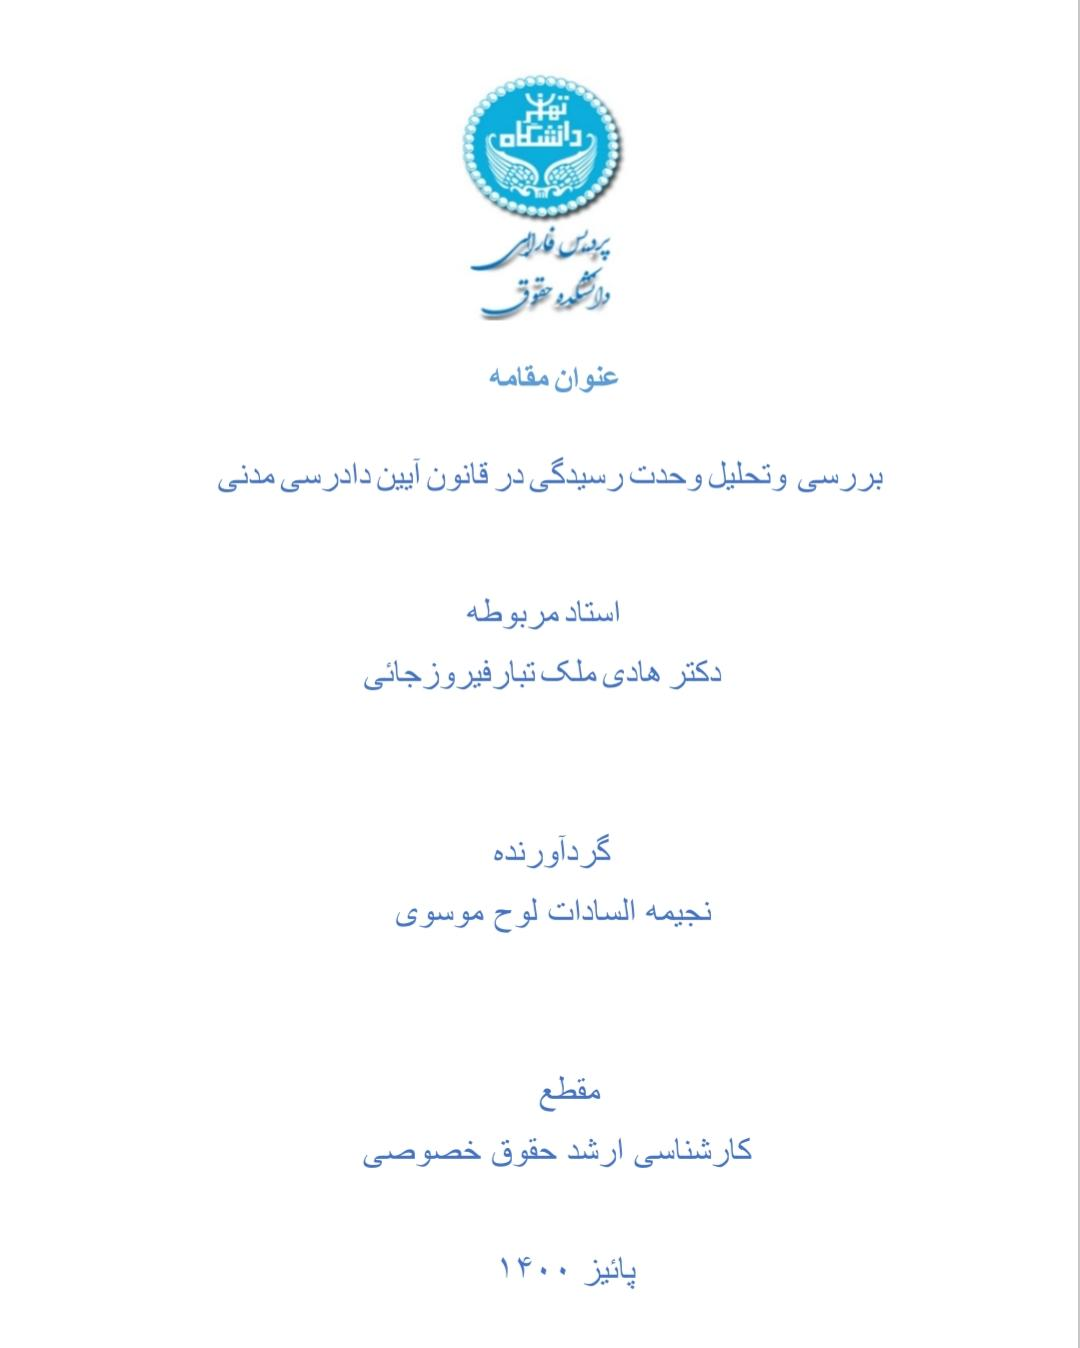 دانشگاه تهران
پردیس فارابی
دانشکده حقوق
عنوان مقامه
بررسی وتحلیل وحدت رسیدگی در قانون آیین دادرسی مدنی
استاد مربوطه
دکتر هادی ملک تبارفیروزجائی
گردآورنده
نجیمه السادات لوح موسوی
مقطع
کارشناسی ارشد حقوق خصوصی
پائیز ۱۴۰۰